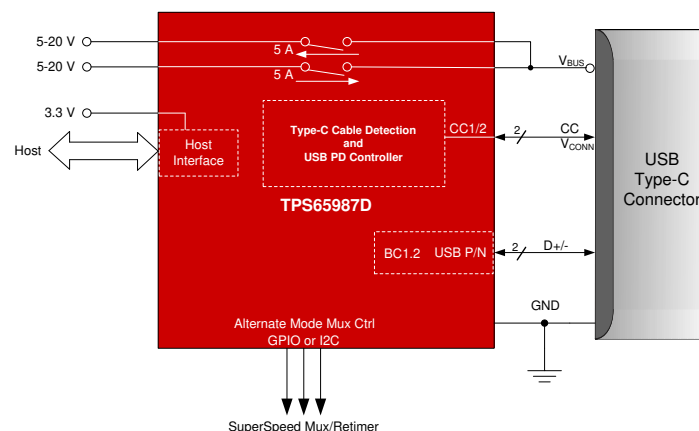 5-20 V
5 A
5-20 V
5 A
VBUS
3.3 V
Host
Host
Interface
Type-C Cable Detection
and
USB PD Controller
CC1/2
2
CC
VCONN
USB
Type-C
Connector
TPS65987D
BC1.2 USB P/N
2
D+/-
GND
Alternate Mode Mux Ctrl
GPIO or I2C
SuperSpeed Mux/Retimer